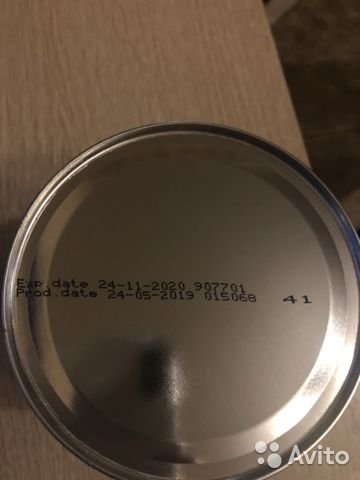 Exp.date 24-11-2020 907701
Prod.date 24-05-2019 015068 41
Avito